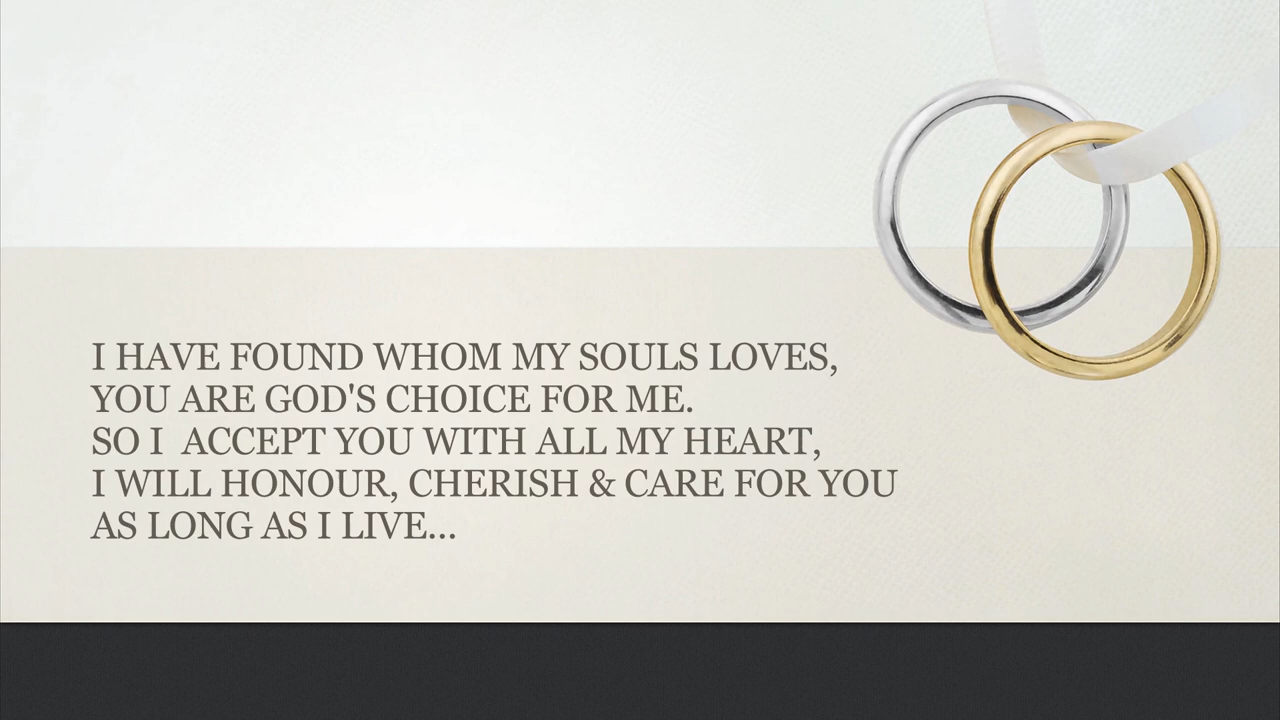 I HAVE FOUND WHOM MY SOULS LOVES,
YOU ARE GOD'S CHOICE FOR ME.
SO I  ACCEPT YOU WITH ALL MY HEART,
I WILL HONOUR, CHERISH & CARE FOR YOU
AS LONG AS I LIVE...